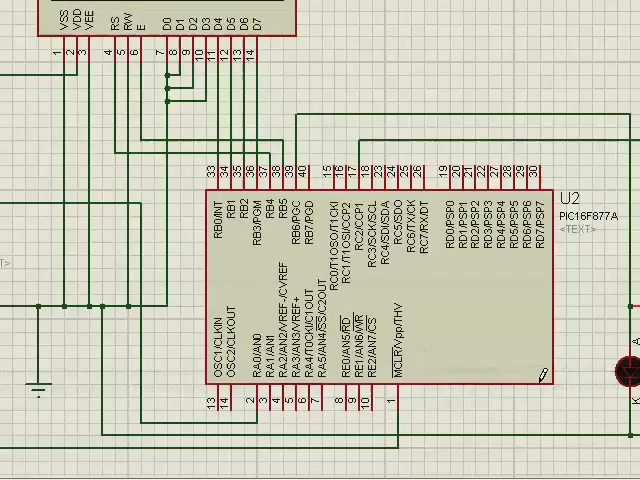 VSS VDD VEE RS RW E D0 D1 D2 D3 D4 D5 D6 D7
1 2 3 4 5 6 7 8 9 10 11 12 13 14
33 34 35 36 37 38 39 40 15 16 17 18 23 24 25 26 19 20 21 22 27 28 29 30
U2
PIC16F877A
<TEXT>
RB0/INT RB1 RB2 RB3/PGM RB4 RB5 RB6/PGC RB7/PGD RC0/T1OSO/T1CKI RC1/T1OSI/CCP2 RC2/CCP1 RC3/SCK/SCL RC4/SDI/SDA RC5/SDO RC6/TX/CK RC7/RX/DT RD0/PSP0 RD1/PSP1 RD2/PSP2 RD3/PSP3 RD4/PSP4 RD5/PSP5 RD6/PSP6 RD7/PSP7
T>
OSC1/CLKIN OSC2/CLKOUT RA0/AN0 RA1/AN1 RA2/AN2/VREF-/CVREF RA3/AN3/VREF+ RA4/T0CKI/C1OUT RA5/AN4/SS/C2OUT RE0/AN5/RD RE1/AN6/WR RE2/AN7/CS MCLR/Vpp/THV
A
K
13 14 2 3 4 5 6 7 8 9 10 1